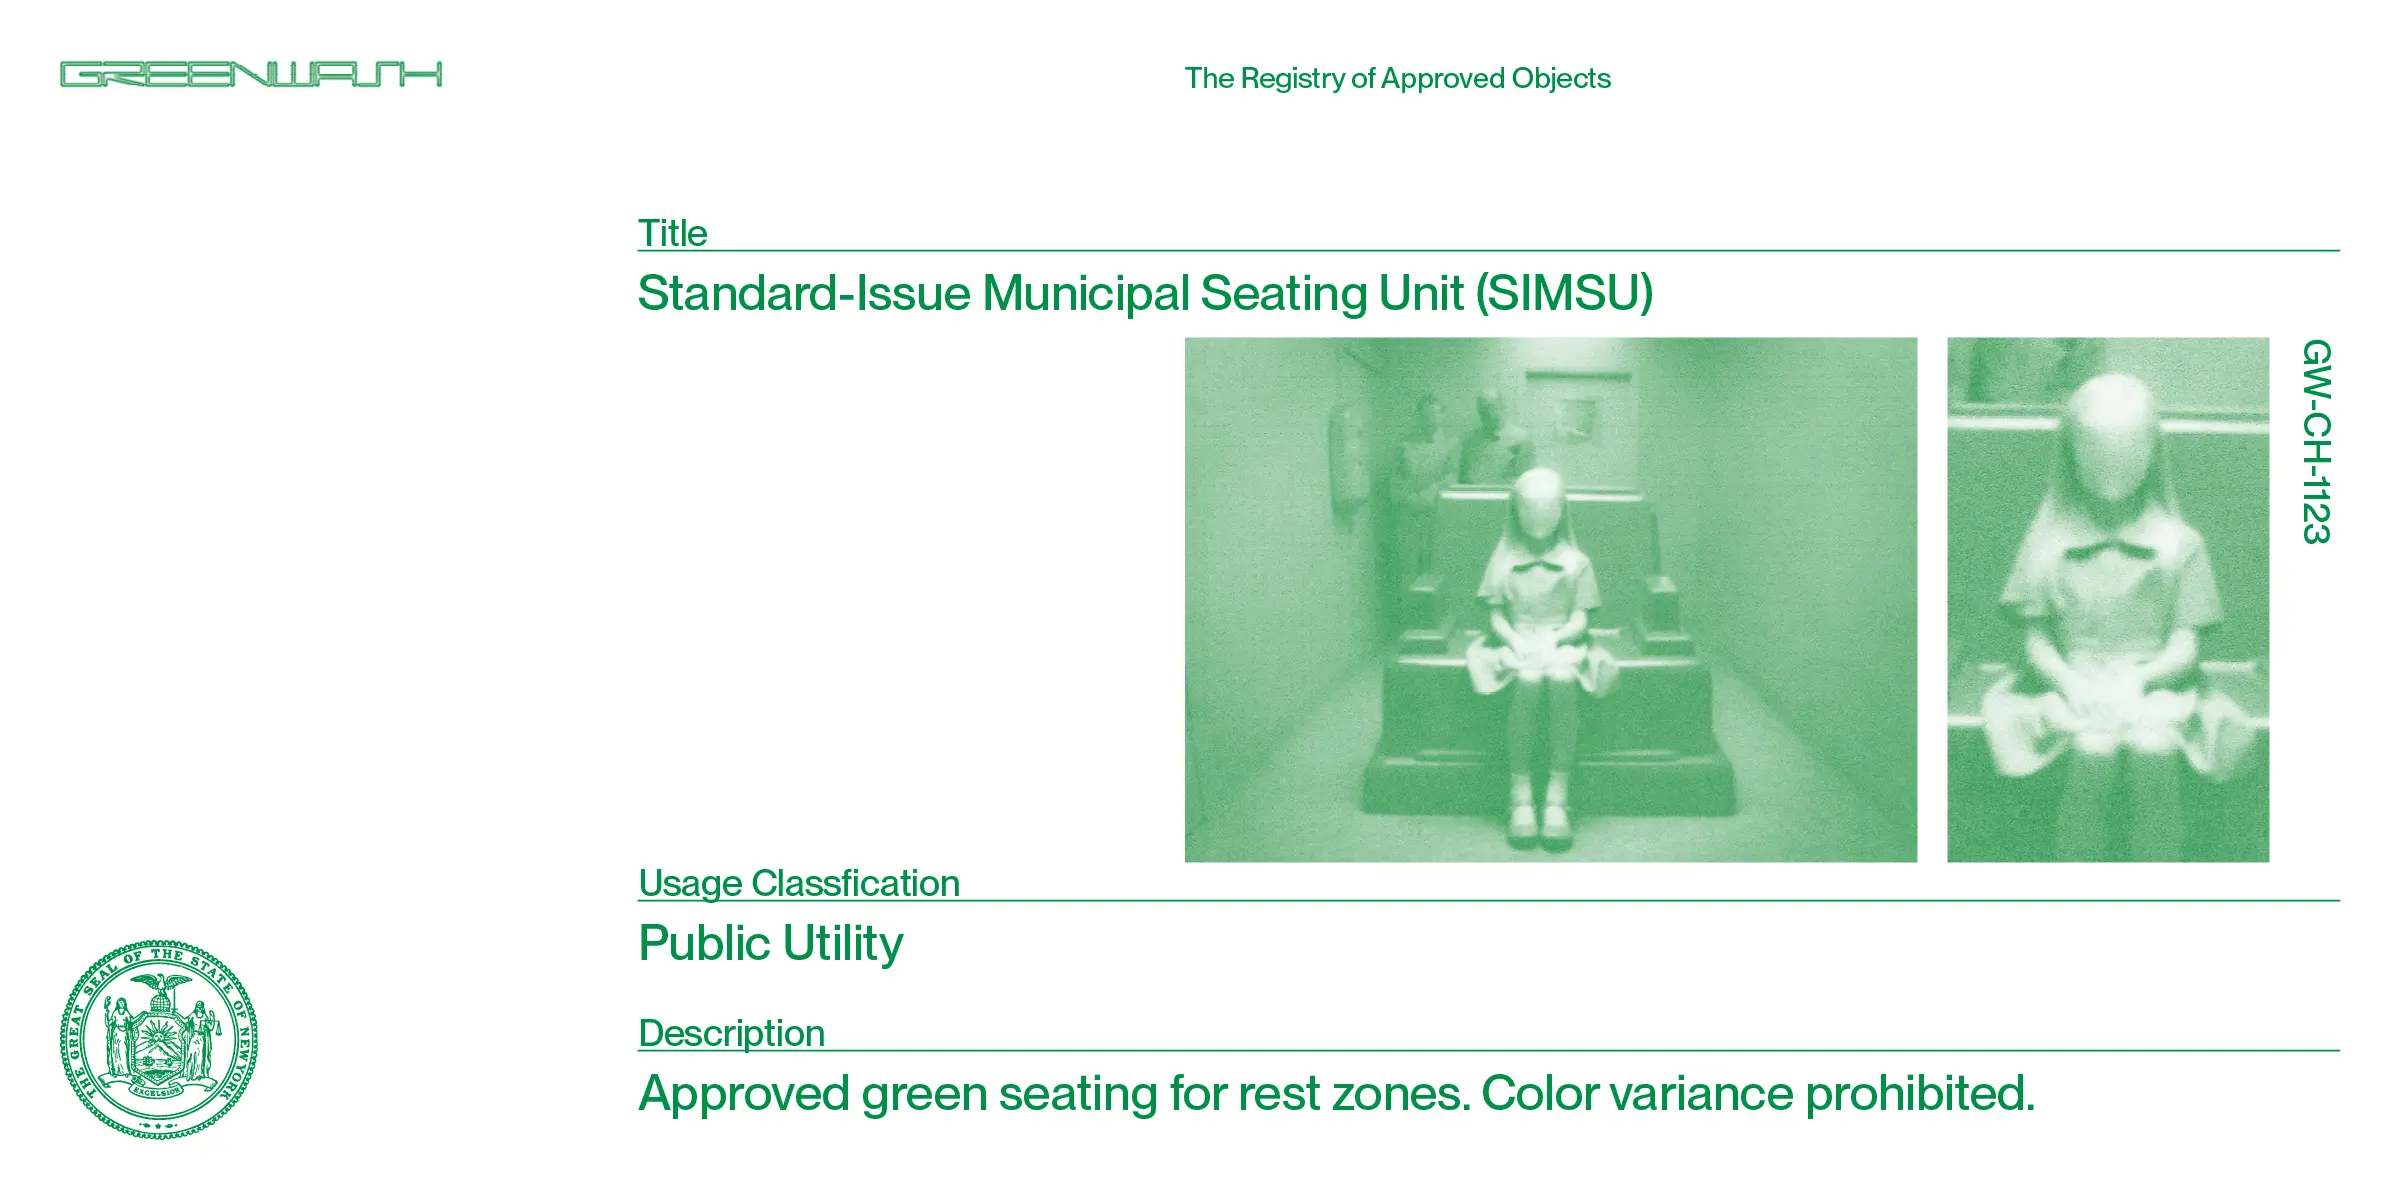 GREENWASH
The Registry of Approved Objects
Title
Standard-Issue Municipal Seating Unit (SIMSU)
GW-CH-1123
Usage Classfication
Public Utility
Description
Approved green seating for rest zones. Color variance prohibited.
THE GREAT SEAL OF THE STATE OF NEW YORK
EXCELSIOR